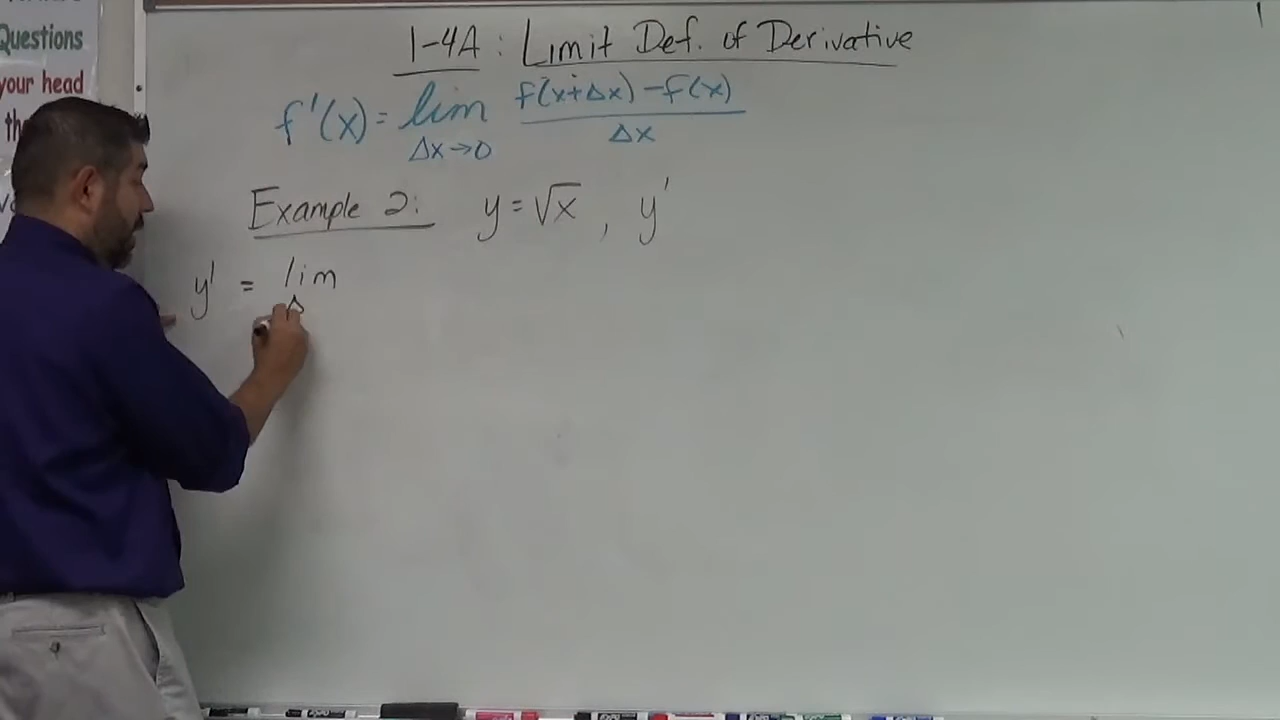 Questions
your head
1-4A: Limit Def. of Derivative
f'(x) = lim Δx→0 f(x+Δx) - f(x) / Δx
Example 2: y = √x , y'
y' = lim Δ